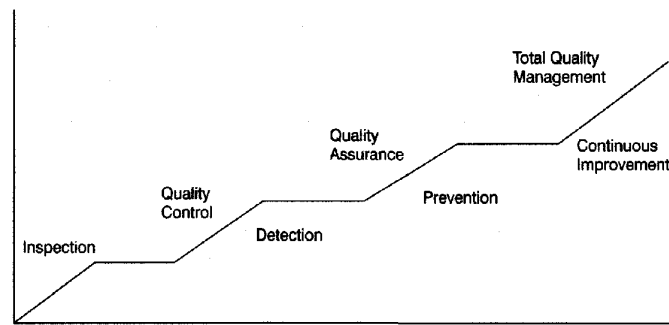 Total Quality
Management
Quality
Assurance
Continuous
Improvement
Quality
Control
Prevention
Inspection
Detection